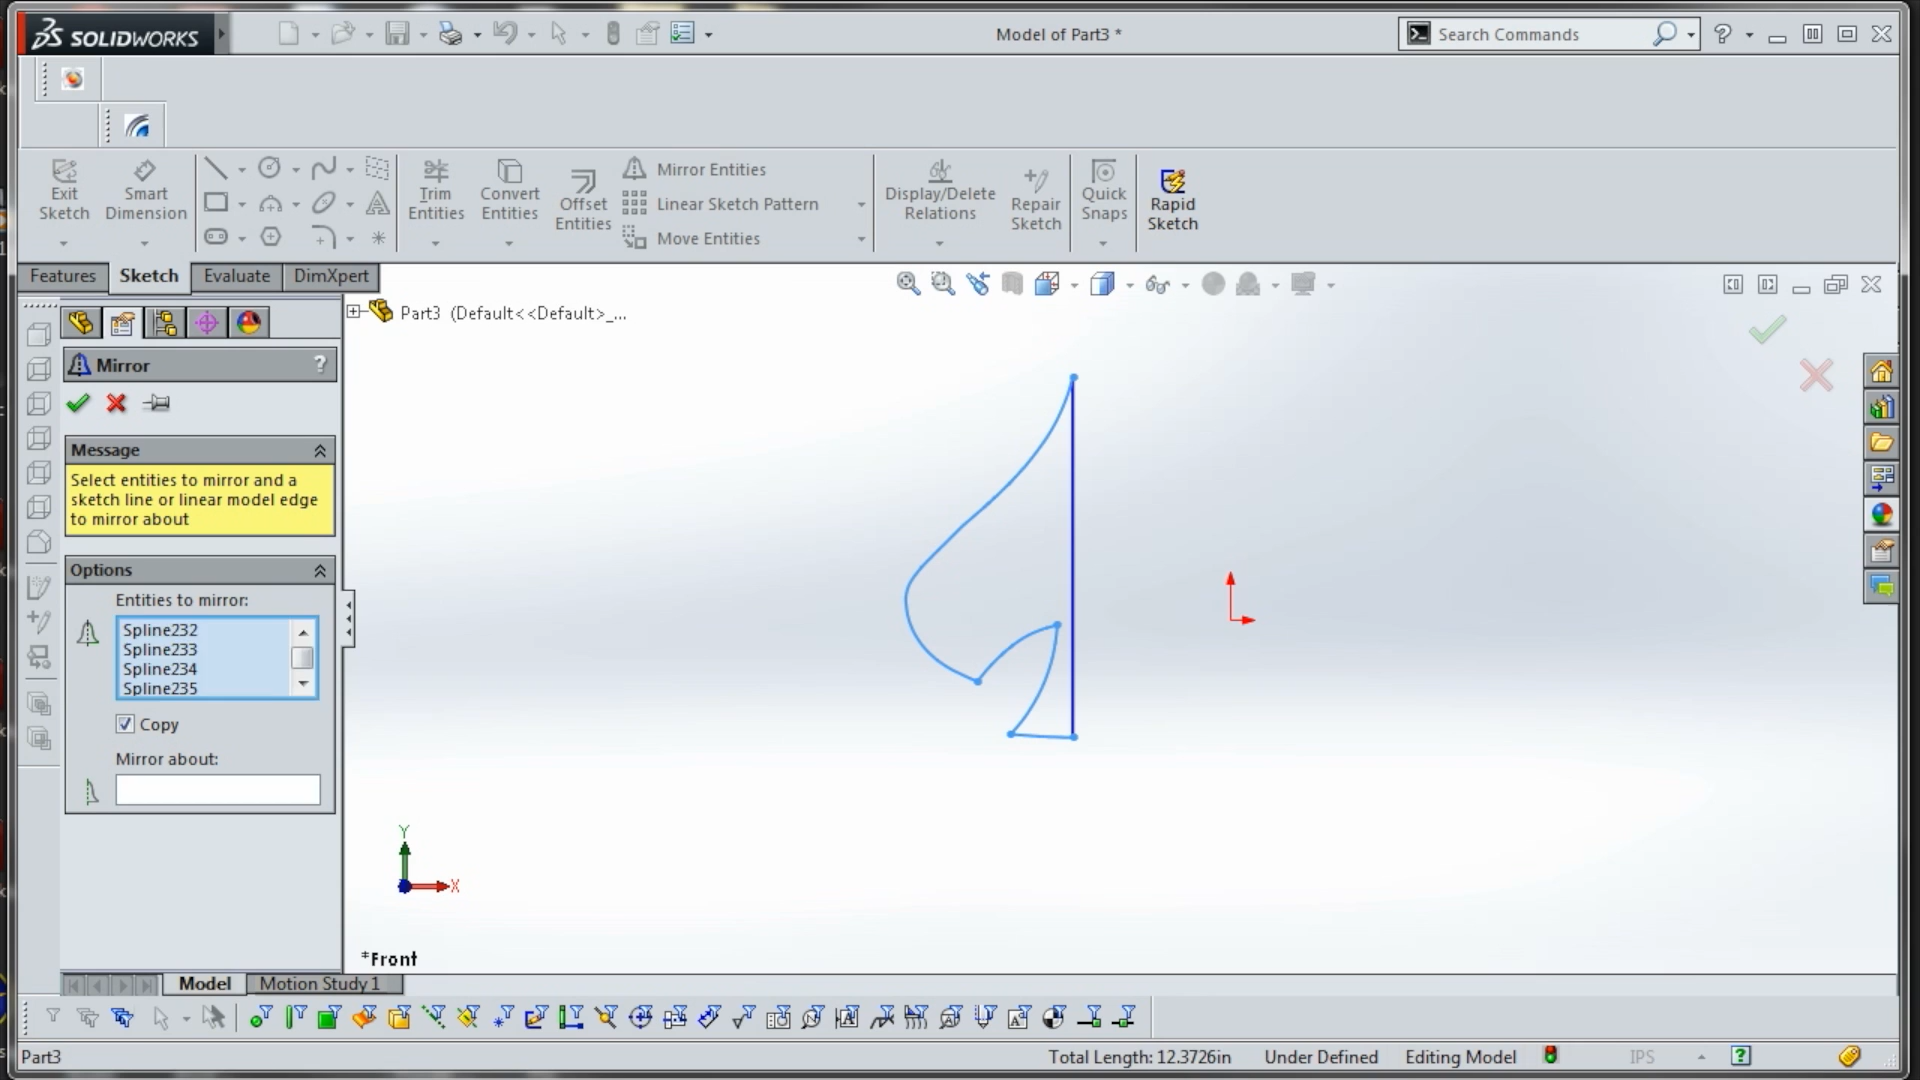 SOLIDWORKS
Model of Part3 *
Search Commands
Exit Sketch
Smart Dimension
Trim Entities
Convert Entities
Offset Entities
Mirror Entities
Linear Sketch Pattern
Move Entities
Display/Delete Relations
Repair Sketch
Quick Snaps
Rapid Sketch
Features
Sketch
Evaluate
DimXpert
Part3 (Default<<Default>_...
Mirror
?
Message
Select entities to mirror and a
sketch line or linear model edge
to mirror about
Options
Entities to mirror:
Spline232
Spline233
Spline234
Spline235
Copy
Mirror about:
Y
X
*Front
Model
Motion Study 1
Part3
Total Length: 12.3726in
Under Defined
Editing Model
IPS
?